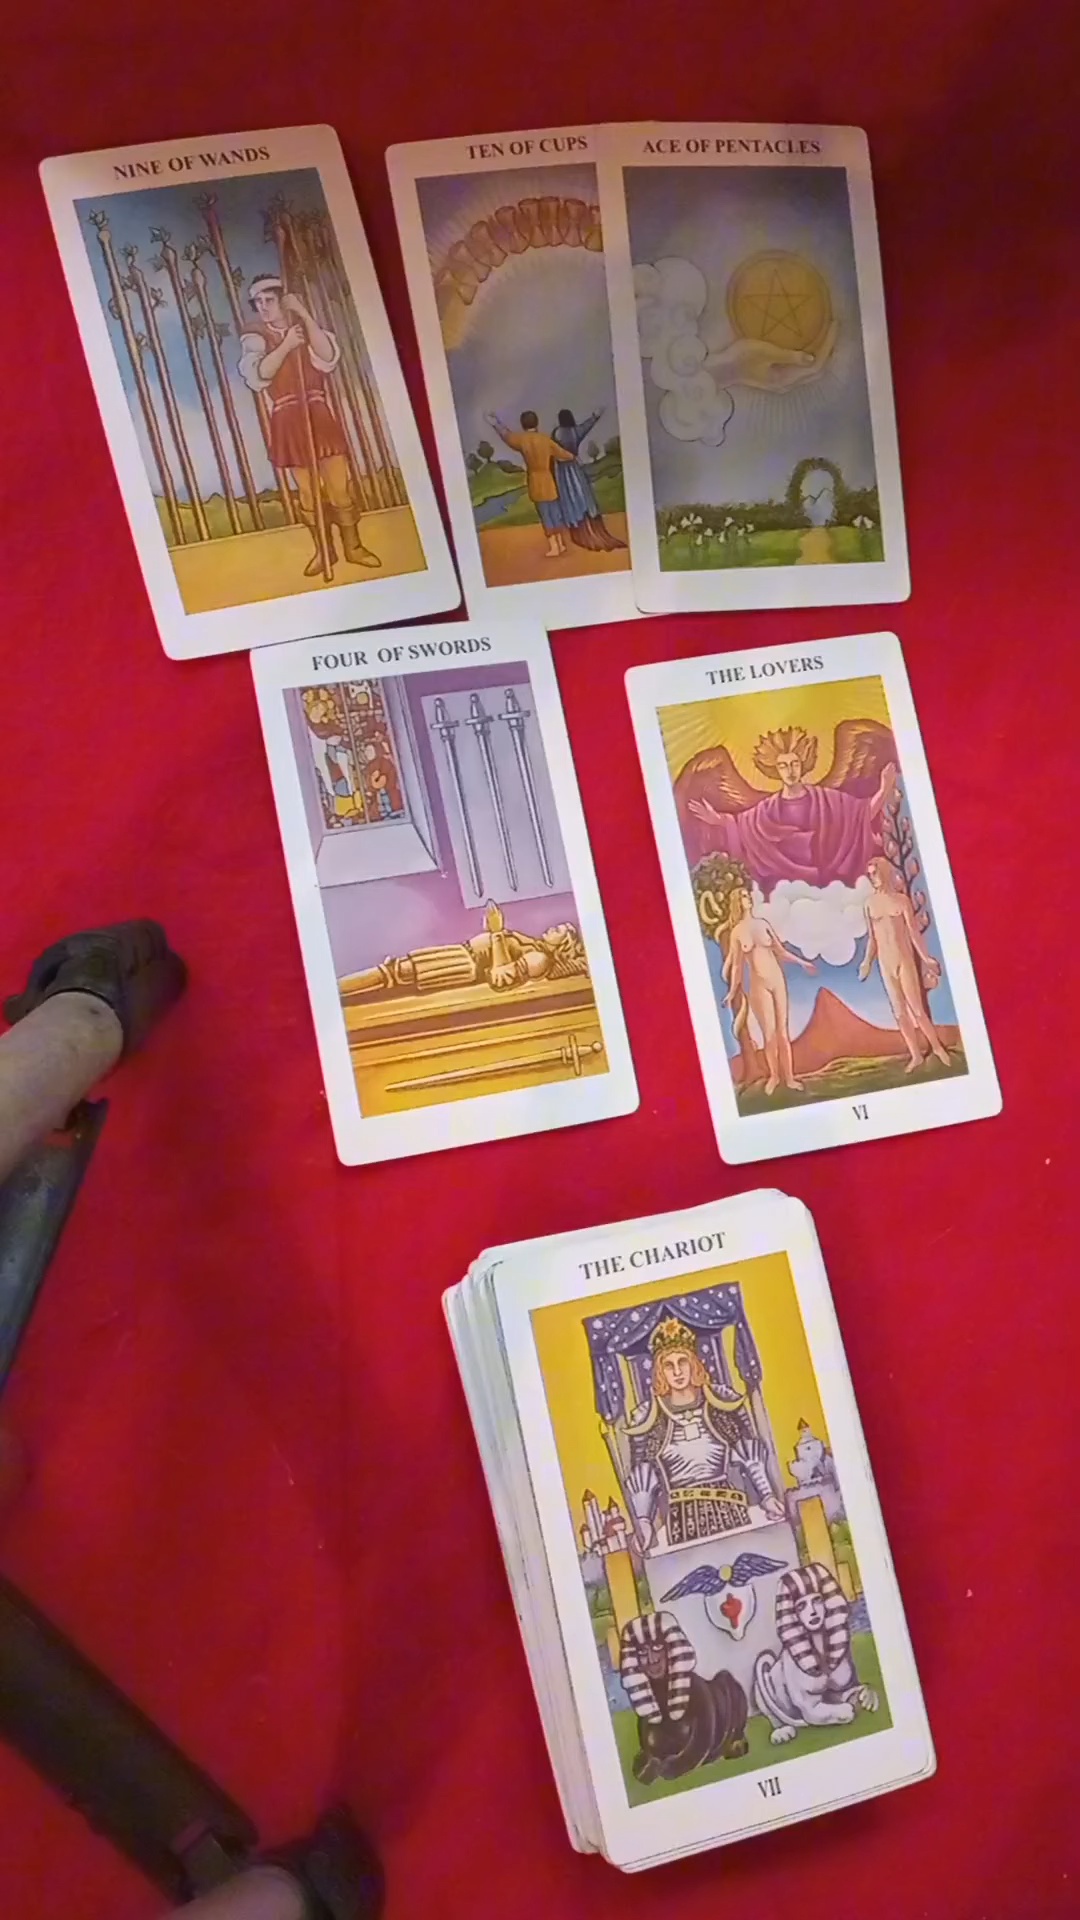 NINE OF WANDS
TEN OF CUPS
ACE OF PENTACLES
FOUR OF SWORDS
THE LOVERS
VI
THE CHARIOT
VII